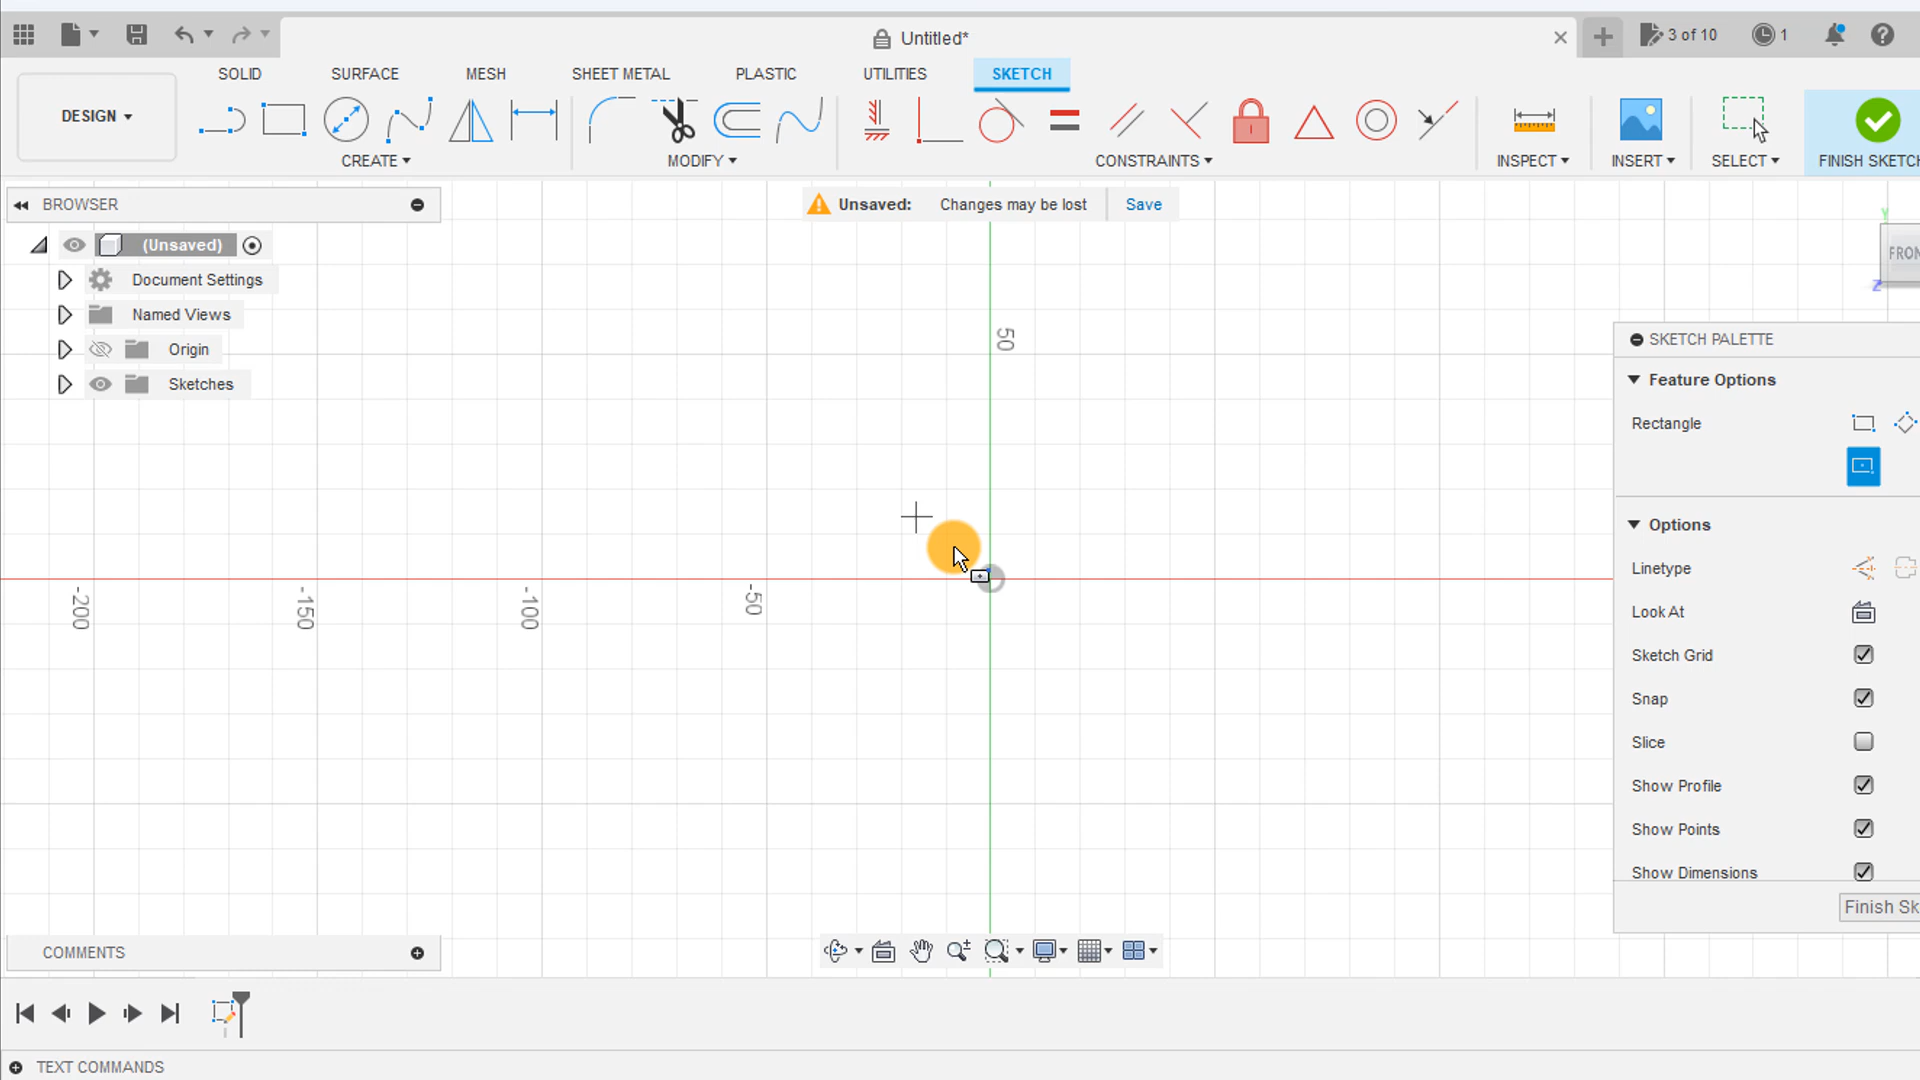 Untitled*
3 of 10
1
SOLID
SURFACE
MESH
SHEET METAL
PLASTIC
UTILITIES
SKETCH
DESIGN
CREATE
MODIFY
CONSTRAINTS
INSPECT
INSERT
SELECT
FINISH SKETCH
BROWSER
Unsaved:
Changes may be lost
Save
(Unsaved)
Document Settings
Named Views
Origin
Sketches
Y
FRON
Z
50
-200
-150
-100
-50
SKETCH PALETTE
Feature Options
Rectangle
Options
Linetype
Look At
Sketch Grid
Snap
Slice
Show Profile
Show Points
Show Dimensions
Finish Sk
COMMENTS
TEXT COMMANDS